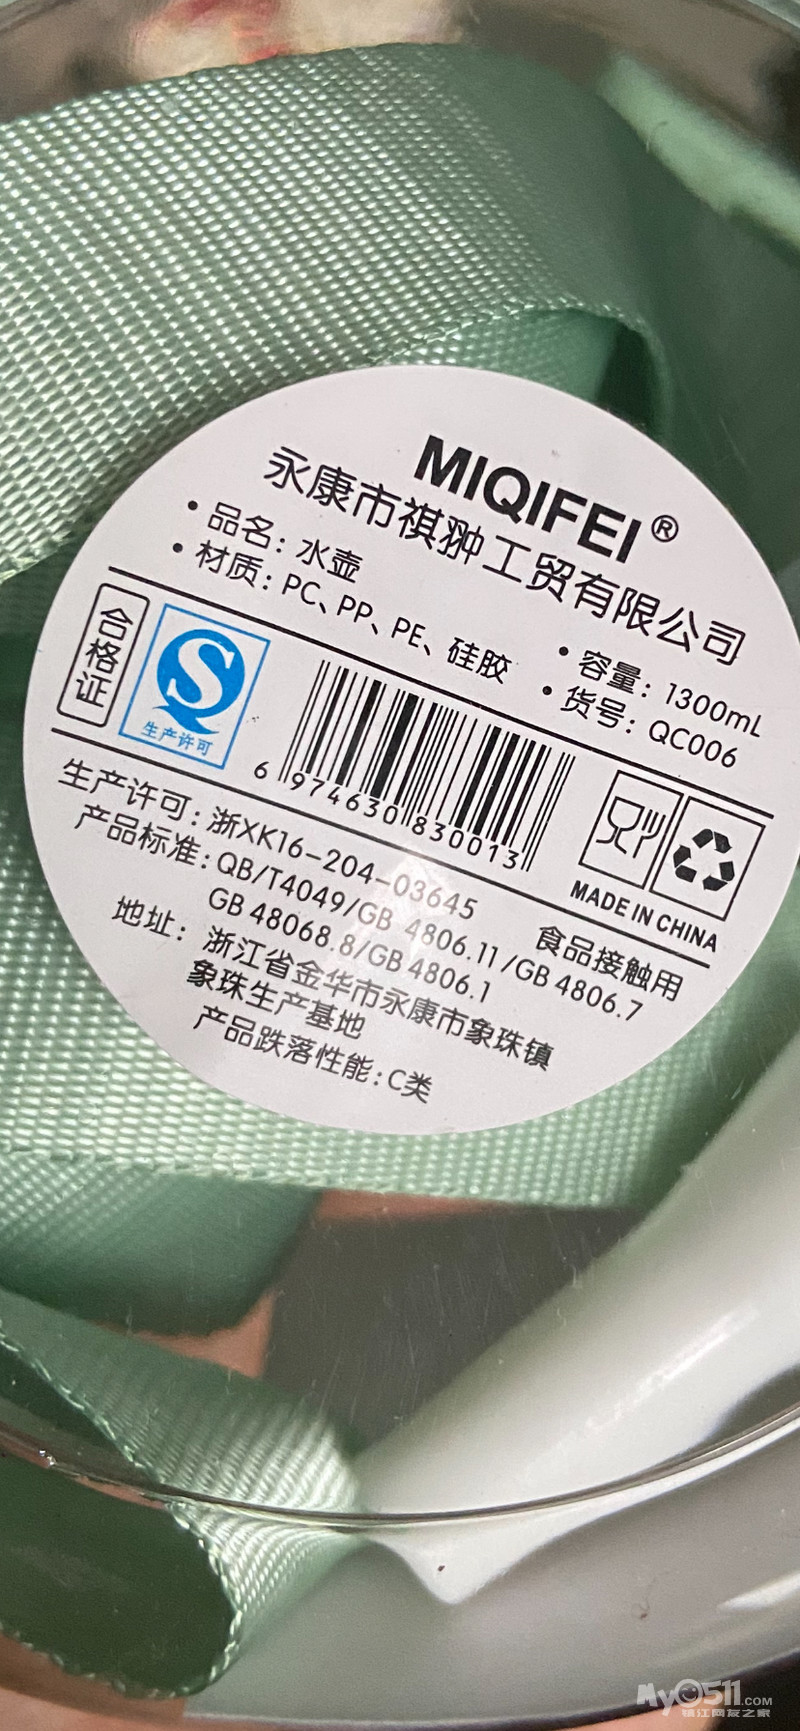 MIQIFEI®
永康市祺翀工贸有限公司
• 品名：水壶
• 容量：1300mL
• 材质：PC、PP、PE、硅胶
• 货号：QC006
合格证
生产许可
6 974630 830013
MADE IN CHINA
生产许可：浙XK16-204-03645
食品接触用
产品标准：QB/T4049/GB 4806.11/GB 4806.7
GB 48068.8/GB 4806.1
地址：浙江省金华市永康市象珠镇
象珠生产基地
产品跌落性能：C类
MyO511.COM
镇江网友之家